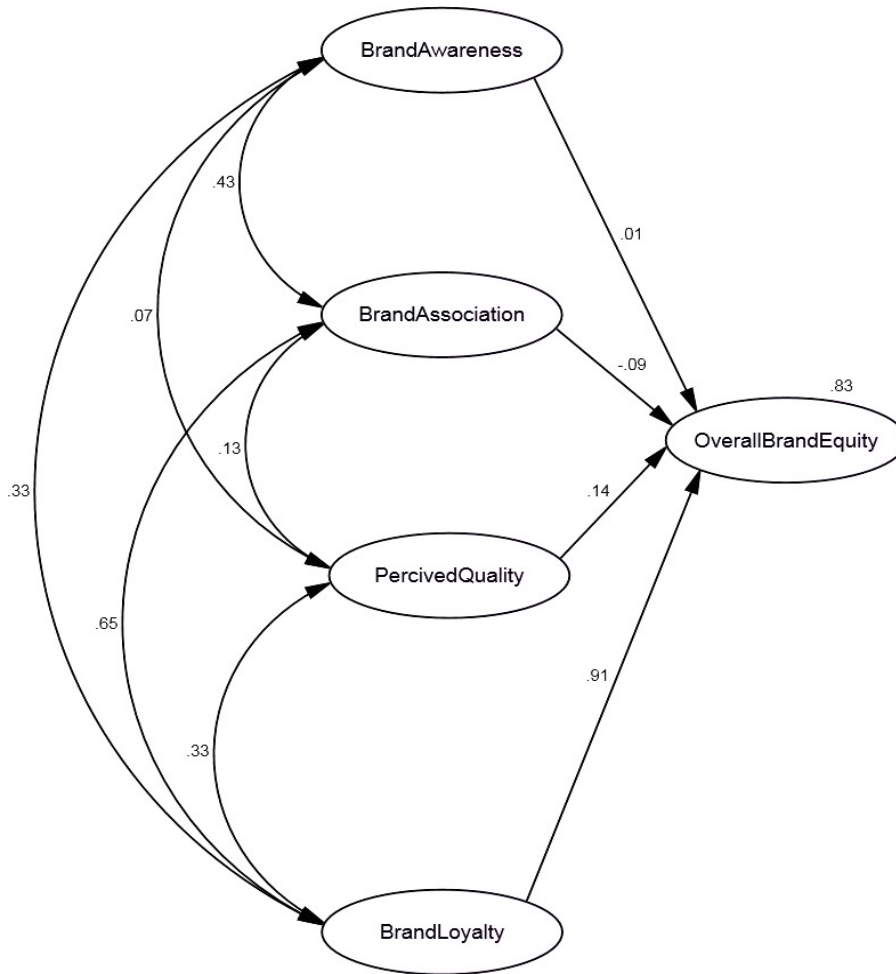 BrandAwareness
.43
.01
.07
BrandAssociation
-.09
.83
OverallBrandEquity
.13
.33
.14
PercivedQuality
.65
.91
.33
BrandLoyalty